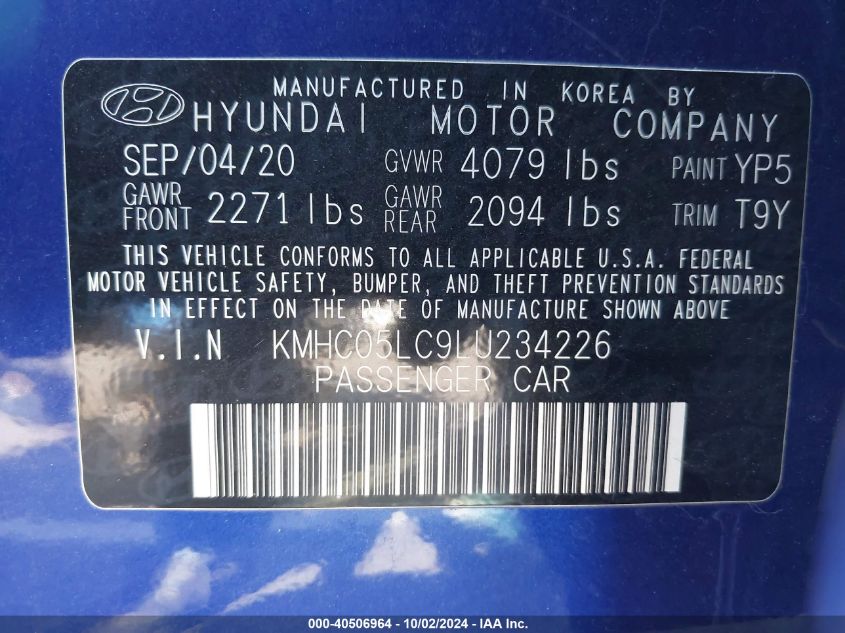 MANUFACTURED IN KOREA BY
HYUNDAI MOTOR COMPANY
SEP/04/20 GVWR 4079 lbs PAINT YP5
GAWR FRONT 2271 lbs GAWR REAR 2094 lbs TRIM T9Y
THIS VEHICLE CONFORMS TO ALL APPLICABLE U.S.A. FEDERAL
MOTOR VEHICLE SAFETY, BUMPER, AND THEFT PREVENTION STANDARDS
IN EFFECT ON THE DATE OF MANUFACTURE SHOWN ABOVE
V.I.N KMHC05LC9LU234226
PASSENGER CAR
000-40506964 - 10/02/2024 - IAA Inc.